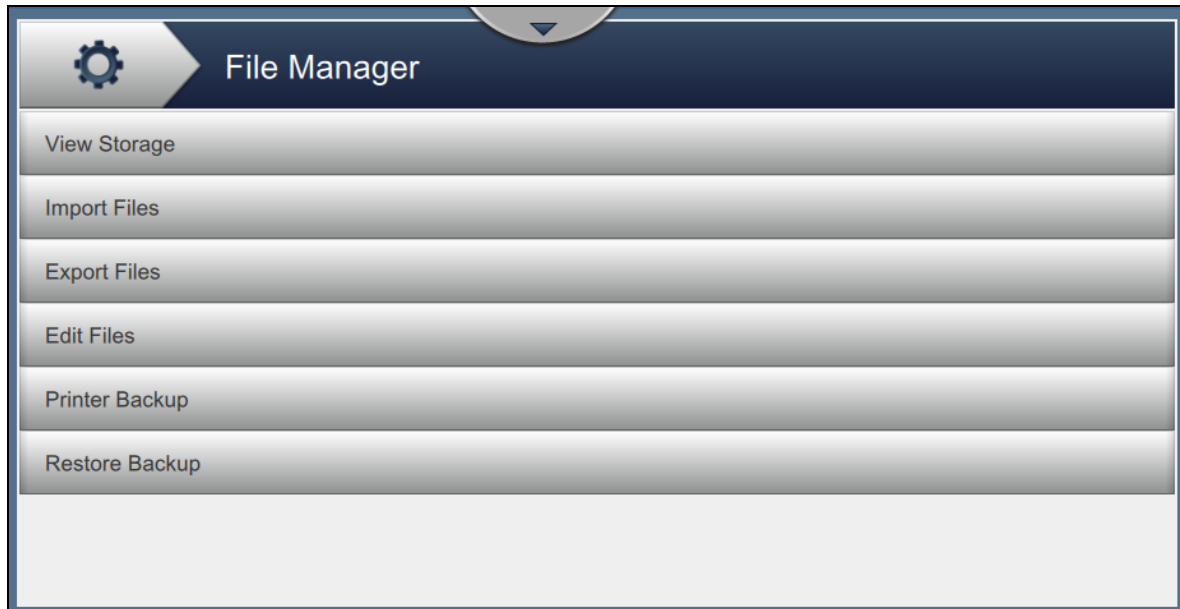 File Manager
View Storage
Import Files
Export Files
Edit Files
Printer Backup
Restore Backup